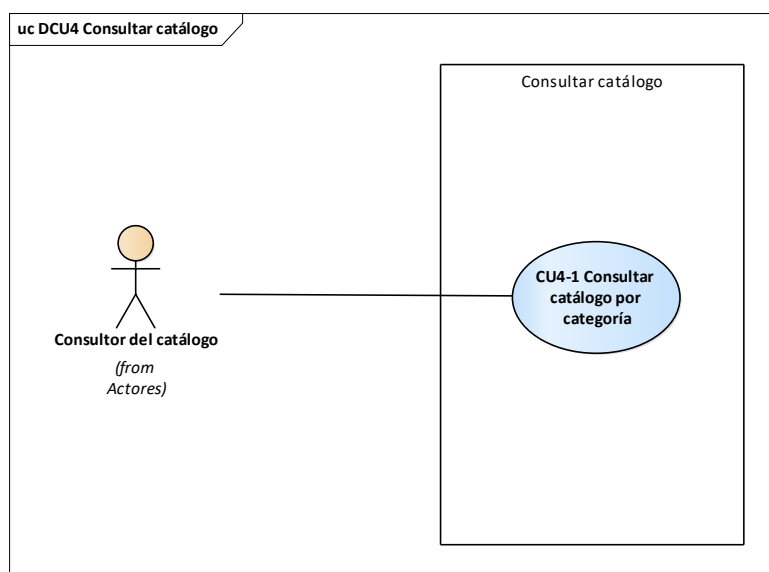 uc DCU4 Consultar catálogo
Consultar catálogo
CU4-1 Consultar
catálogo por
categoría
Consultor del catálogo
(from
Actores)